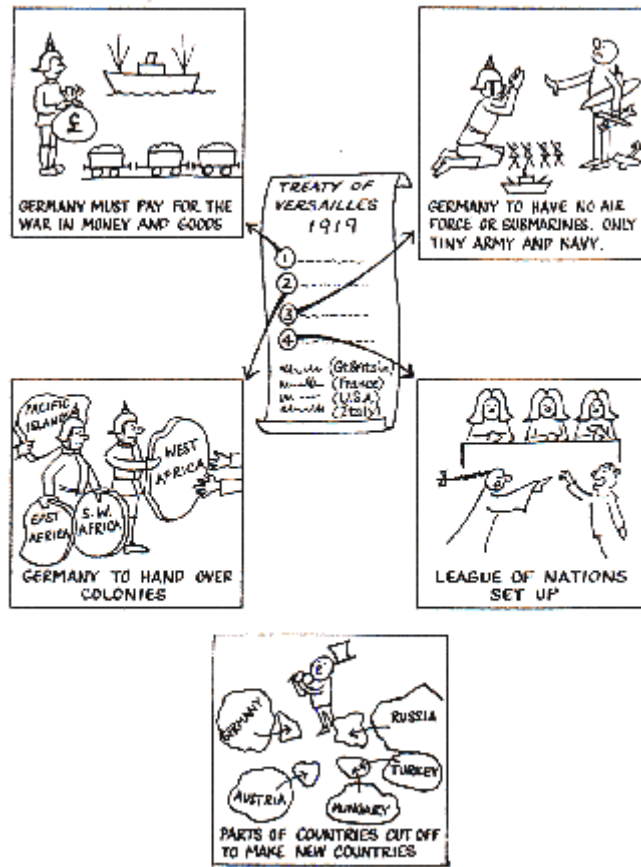 £
GERMANY MUST PAY FOR THE
WAR IN MONEY AND GOODS
GERMANY TO HAVE NO AIR
FORCE OR SUBMARINES. ONLY
TINY ARMY AND NAVY.
TREATY OF
VERSAILLES
1919
1
2
3
4
(Gt Britain)
(France)
(U.S.A)
(Italy)
PACIFIC
ISLANDS
WEST
AFRICA
EAST
AFRICA
S.W.
AFRICA
GERMANY TO HAND OVER
COLONIES
LEAGUE OF NATIONS
SET UP
GERMANY
RUSSIA
TURKEY
AUSTRIA
HUNGARY
PARTS OF COUNTRIES CUT OFF
TO MAKE NEW COUNTRIES